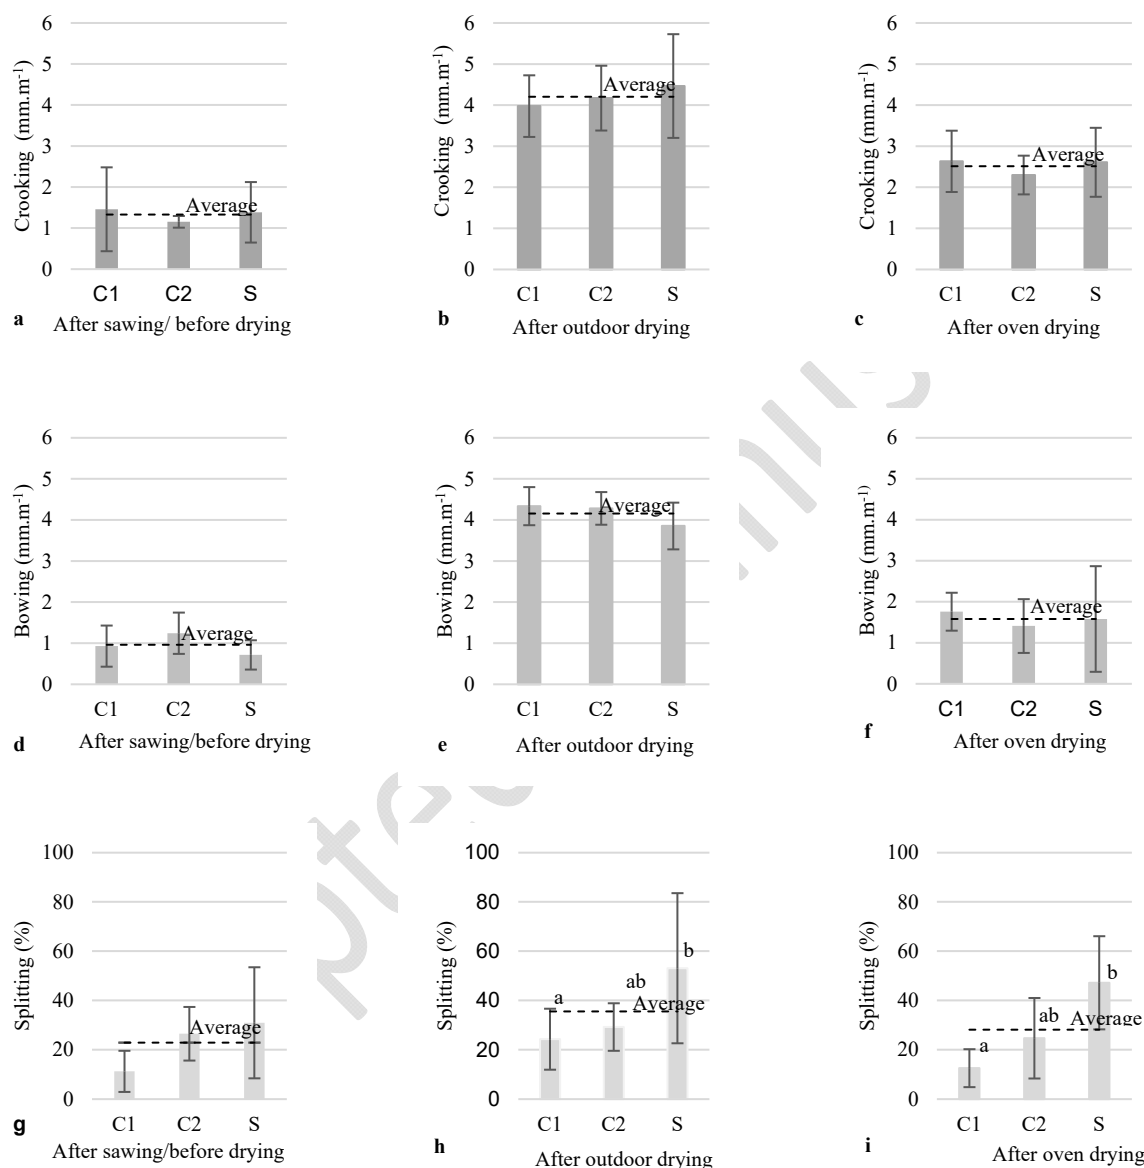 6
5
4
3
2
1
0
Crooking (mm.m⁻¹)
Average
C1 C2 S
a After sawing/ before drying
6
5
4
3
2
1
0
Crooking (mm.m⁻¹)
Average
C1 C2 S
b After outdoor drying
6
5
4
3
2
1
0
Crooking (mm.m⁻¹)
Average
C1 C2 S
c After oven drying
6
5
4
3
2
1
0
Bowing (mm.m⁻¹)
Average
C1 C2 S
d After sawing/before drying
6
5
4
3
2
1
0
Bowing (mm.m⁻¹)
Average
C1 C2 S
e After outdoor drying
6
5
4
3
2
1
0
Bowing (mm.m⁻¹)
Average
C1 C2 S
f After oven drying
100
80
60
40
20
0
Splitting (%)
Average
C1 C2 S
g After sawing/before drying
100
80
60
40
20
0
Splitting (%)
a ab b
Average
C1 C2 S
h After outdoor drying
100
80
60
40
20
0
Splitting (%)
a ab b
Average
C1 C2 S
i After oven drying